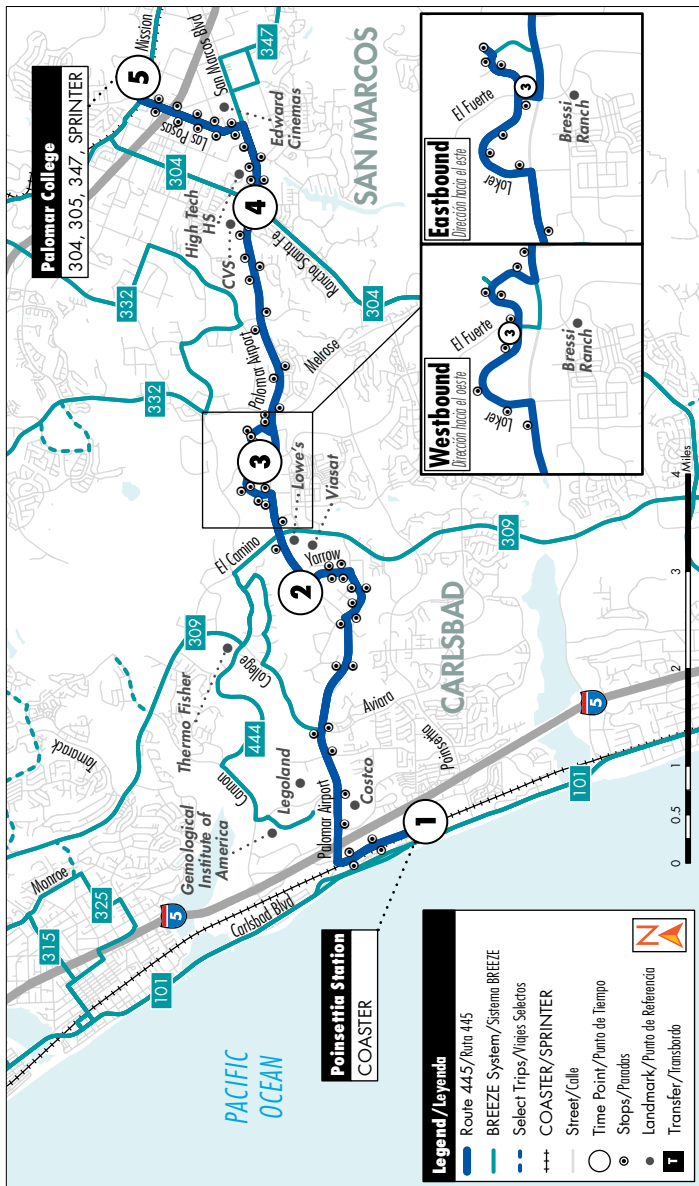 Palomar College
304, 305, 347, SPRINTER
5
Mission
San Marcos Blvd
347
Las Posas
Edward
Cinemas
SAN MARCOS
304
High Tech
HS
CVS
4
Rancho Santa Fe
304
332
332
Palomar Airport
Melrose
3
Lowe's
Viasat
El Camino
309
Yarrow
2
309
Thermo Fisher
College
444
Cannon
Legoland
Gemological
Institute of
America
Aviara
CARLSBAD
Poinsettia
Costco
Palomar Airport
1
5
101
Tamarack
Monroe
325
315
5
Carlsbad Blvd
101
PACIFIC
OCEAN
Poinsettia Station
COASTER
Westbound
Dirección hacia el oeste
El Fuerte
3
Loker
Bressi
Ranch
Eastbound
Dirección hacia el este
El Fuerte
3
Loker
Bressi
Ranch
0
0.5
1
2
3
4
Miles
Legend/Leyenda
Route 445/Ruta 445
BREEZE System/Sistema BREEZE
Select Trips/Viajes Selectos
COASTER/SPRINTER
Street/Calle
Time Point/Punto de Tiempo
Stops/Paradas
Landmark/Punto de Referencia
T
Transfer/Transbordo
N